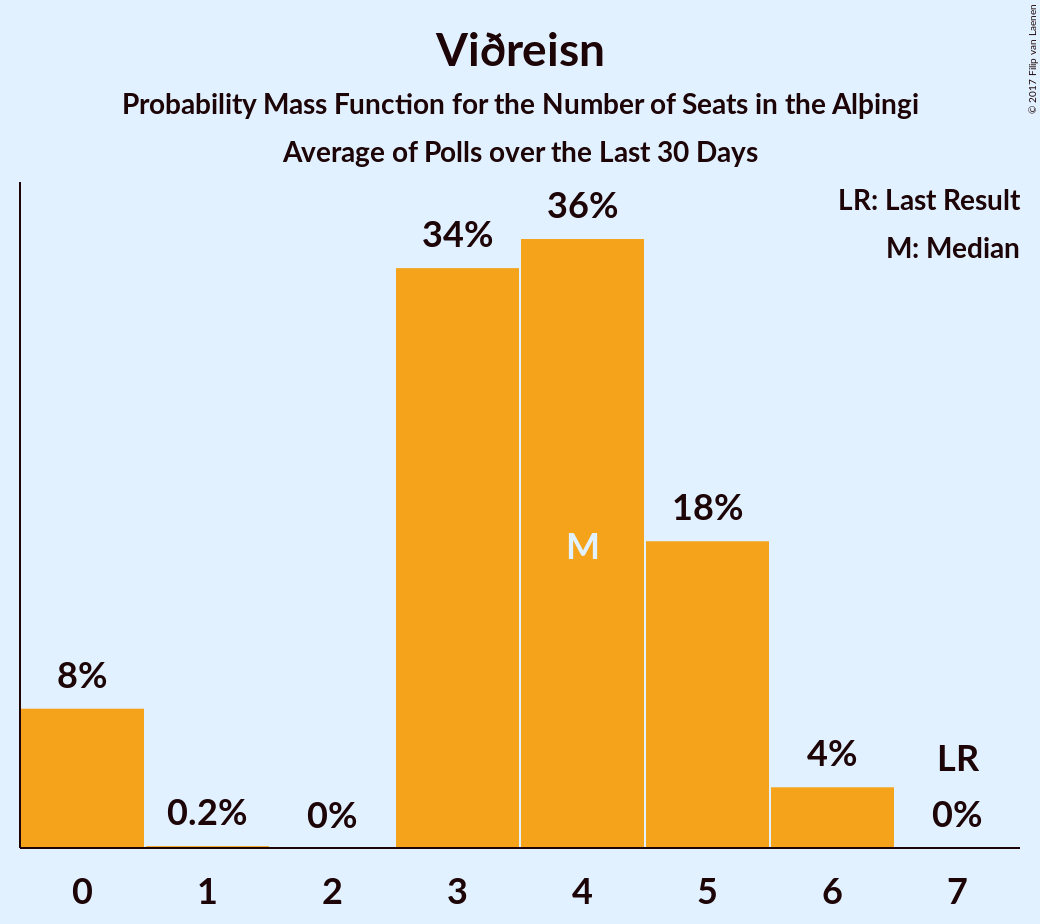 Viðreisn
Probability Mass Function for the Number of Seats in the Alþingi
Average of Polls over the Last 30 Days
© 2017 Filip van Laenen
LR: Last Result
M: Median
8%
0.2%
0%
34%
36%
18%
4%
LR
0%
M
0 1 2 3 4 5 6 7